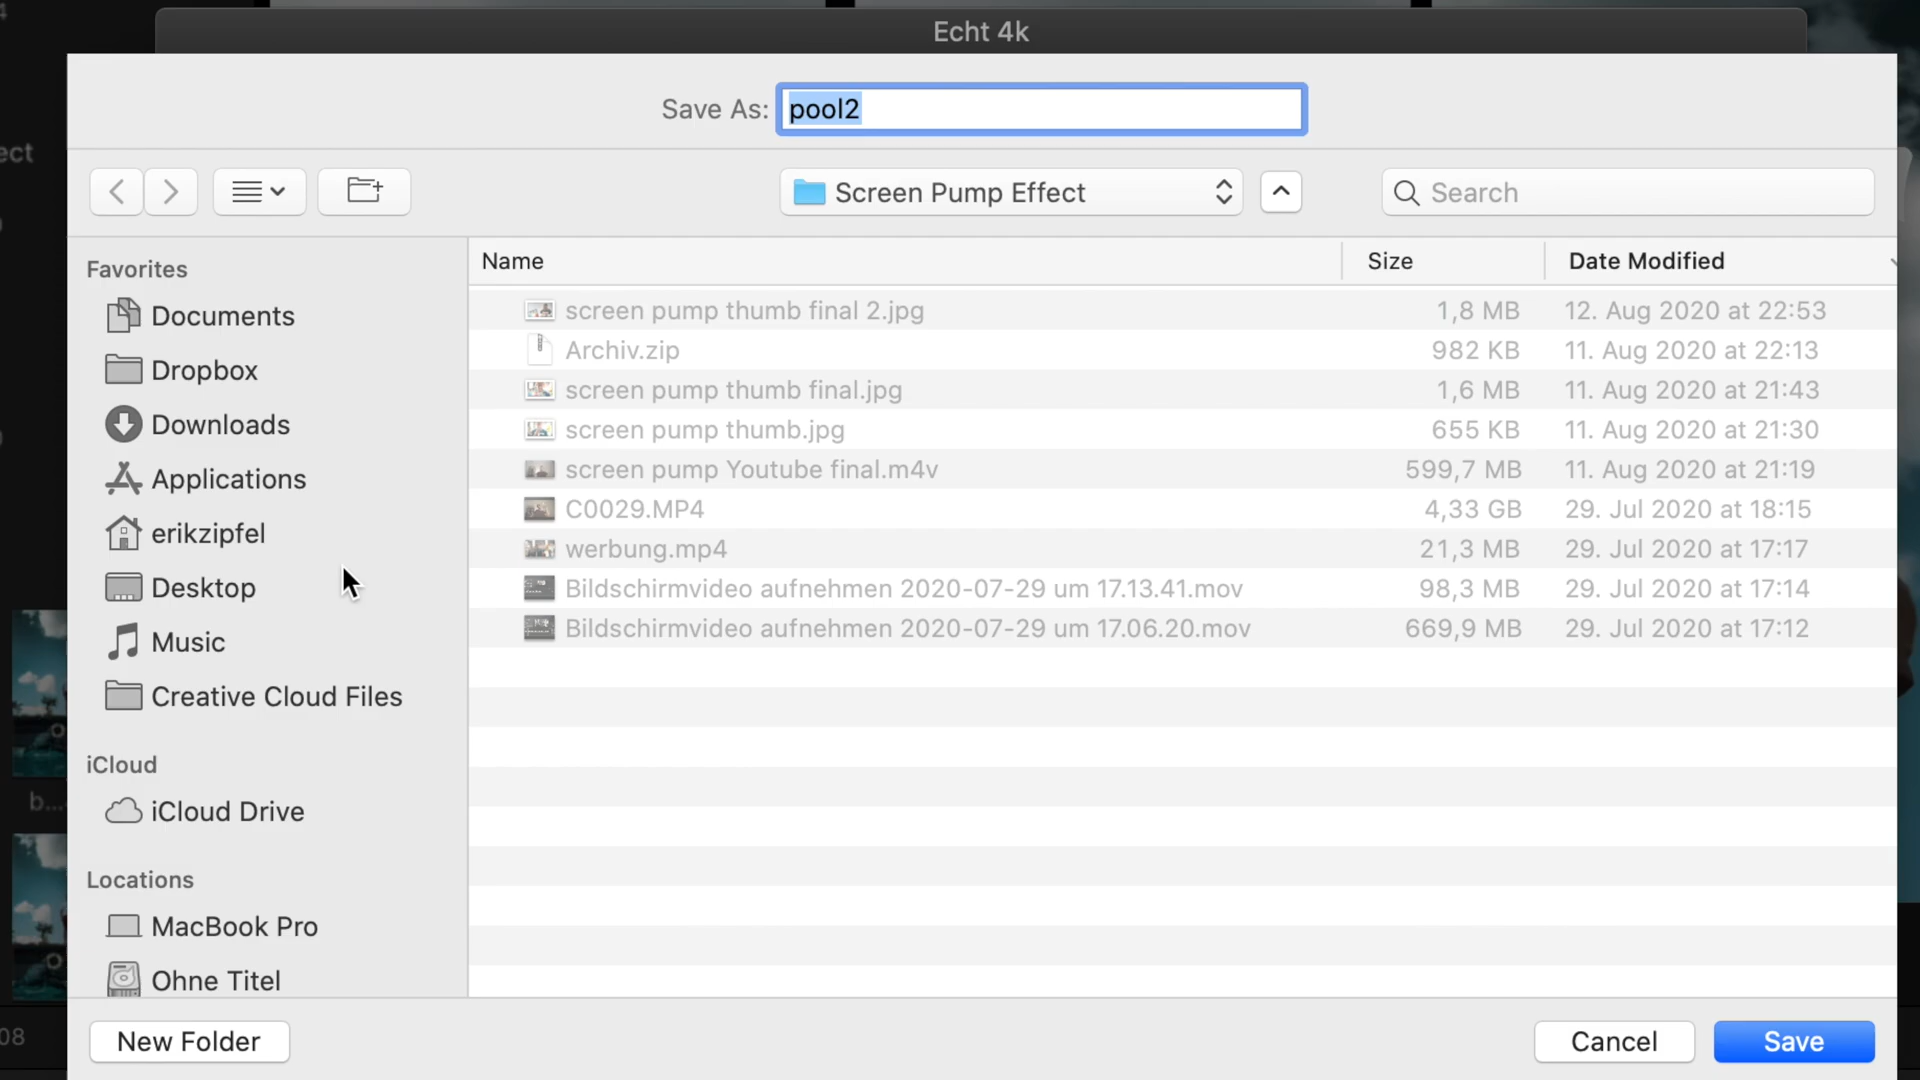 Echt 4k
Save As: pool2
Screen Pump Effect
Search
Favorites
Documents
Dropbox
Downloads
Applications
erikzipfel
Desktop
Music
Creative Cloud Files
iCloud
iCloud Drive
Locations
MacBook Pro
Ohne Titel
Name Size Date Modified
screen pump thumb final 2.jpg 1,8 MB 12. Aug 2020 at 22:53
Archiv.zip 982 KB 11. Aug 2020 at 22:13
screen pump thumb final.jpg 1,6 MB 11. Aug 2020 at 21:43
screen pump thumb.jpg 655 KB 11. Aug 2020 at 21:30
screen pump Youtube final.m4v 599,7 MB 11. Aug 2020 at 21:19
C0029.MP4 4,33 GB 29. Jul 2020 at 18:15
werbung.mp4 21,3 MB 29. Jul 2020 at 17:17
Bildschirmvideo aufnehmen 2020-07-29 um 17.13.41.mov 98,3 MB 29. Jul 2020 at 17:14
Bildschirmvideo aufnehmen 2020-07-29 um 17.06.20.mov 669,9 MB 29. Jul 2020 at 17:12
ect
b...
08
New Folder Cancel Save